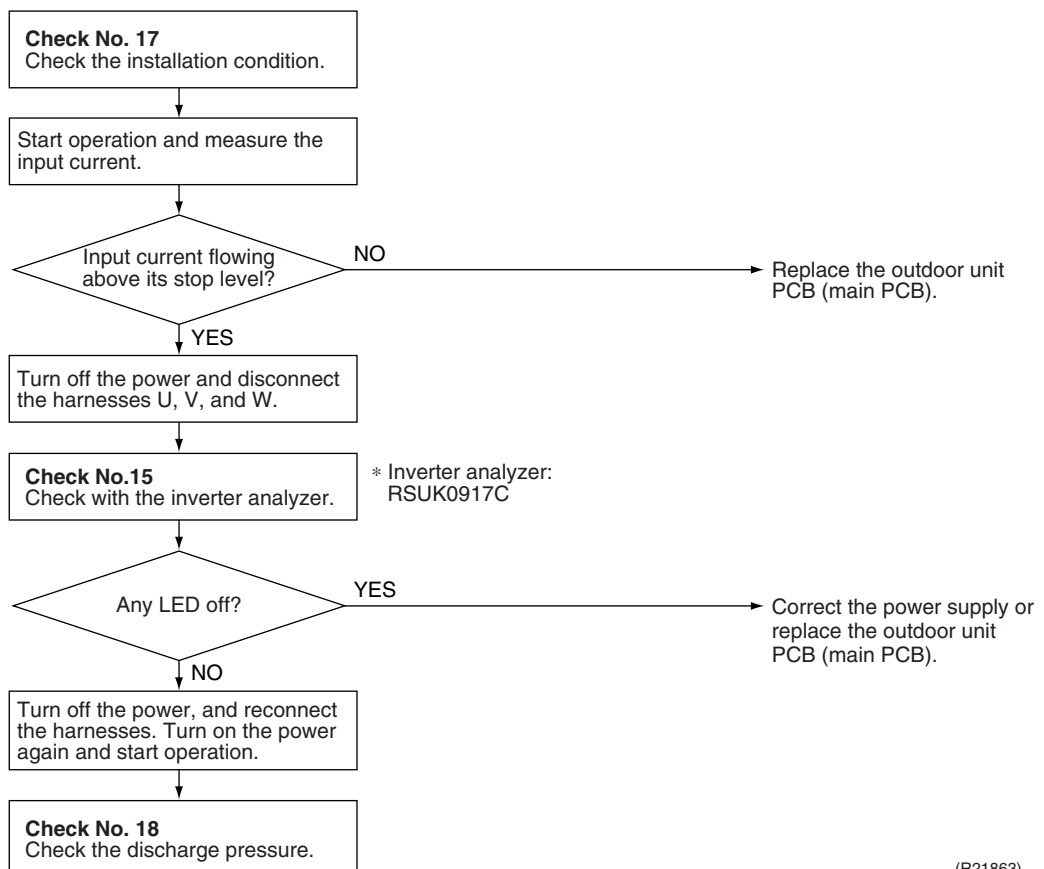 Check No. 17
Check the installation condition.
Start operation and measure the
input current.
Input current flowing
above its stop level?
NO
Replace the outdoor unit
PCB (main PCB).
YES
Turn off the power and disconnect
the harnesses U, V, and W.
Check No.15
Check with the inverter analyzer.
* Inverter analyzer:
RSUK0917C
Any LED off?
YES
Correct the power supply or
replace the outdoor unit
PCB (main PCB).
NO
Turn off the power, and reconnect
the harnesses. Turn on the power
again and start operation.
Check No. 18
Check the discharge pressure.
(R21863)